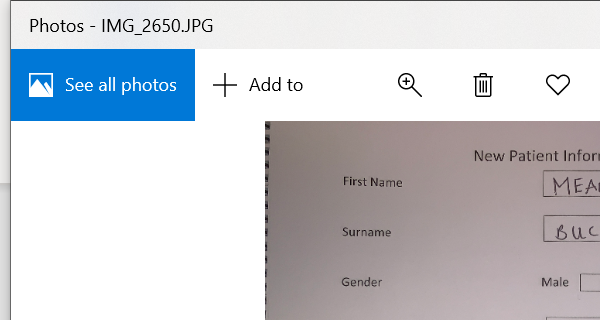 Photos - IMG_2650.JPG
See all photos
Add to
New Patient Infor
First Name
MEA
Surname
BUC
Gender
Male